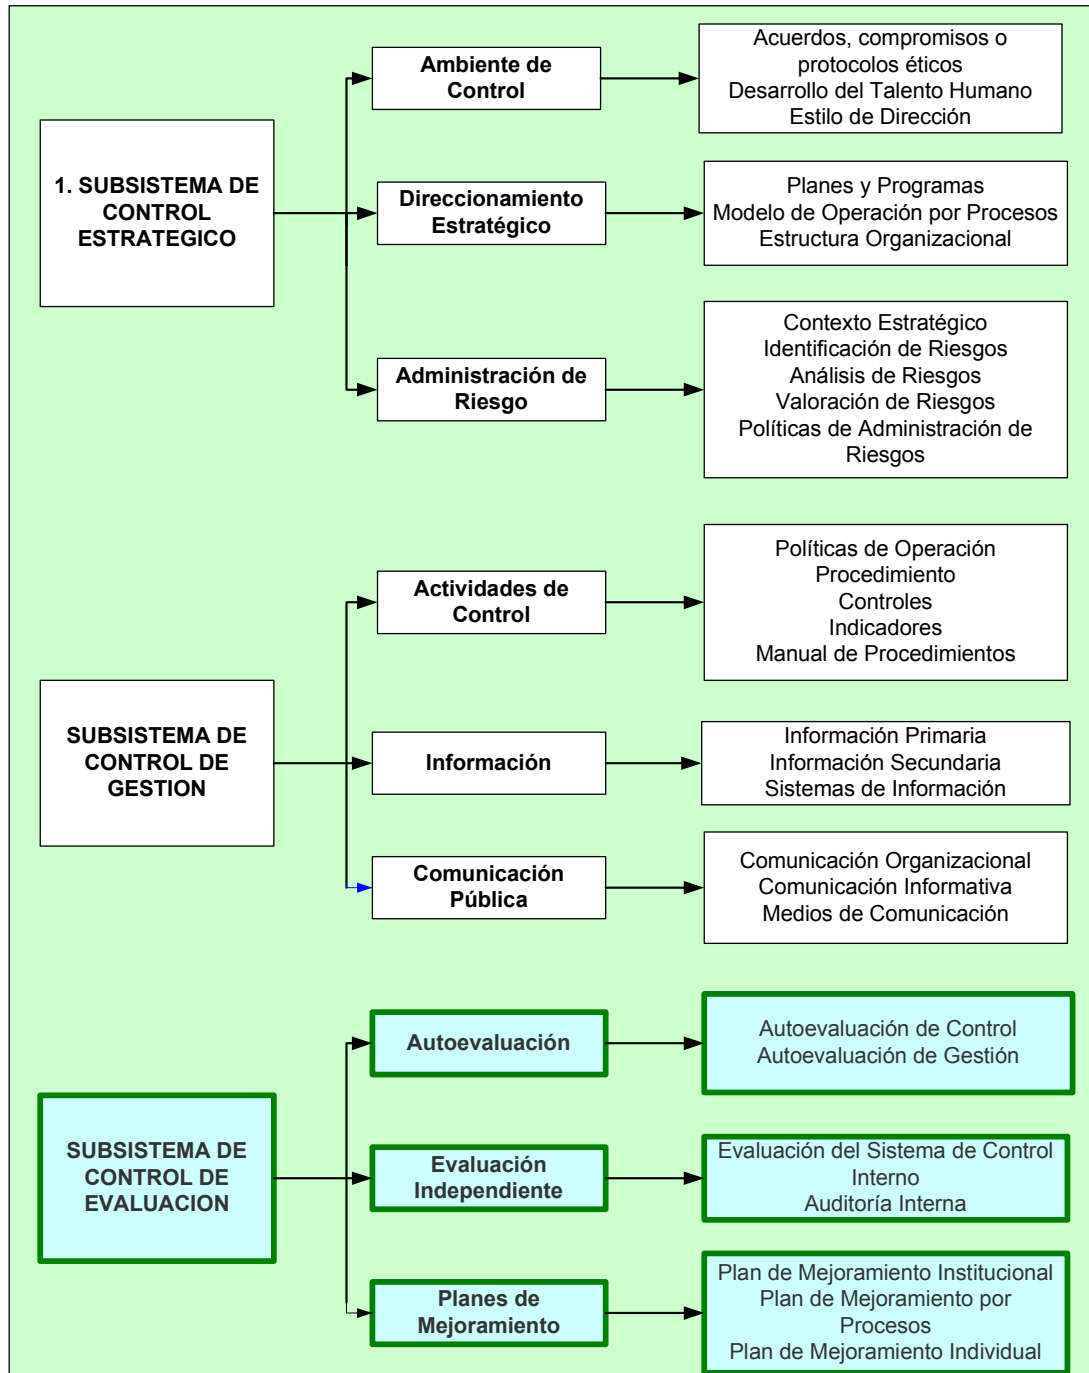 Ambiente de
Control
Acuerdos, compromisos o
protocolos éticos
Desarrollo del Talento Humano
Estilo de Dirección
1. SUBSISTEMA DE
CONTROL
ESTRATEGICO
Direccionamiento
Estratégico
Planes y Programas
Modelo de Operación por Procesos
Estructura Organizacional
Administración de
Riesgo
Contexto Estratégico
Identificación de Riesgos
Análisis de Riesgos
Valoración de Riesgos
Políticas de Administración de
Riesgos
Actividades de
Control
Políticas de Operación
Procedimiento
Controles
Indicadores
Manual de Procedimientos
SUBSISTEMA DE
CONTROL DE
GESTION
Información
Información Primaria
Información Secundaria
Sistemas de Información
Comunicación
Pública
Comunicación Organizacional
Comunicación Informativa
Medios de Comunicación
Autoevaluación
Autoevaluación de Control
Autoevaluación de Gestión
SUBSISTEMA DE
CONTROL DE
EVALUACION
Evaluación
Independiente
Evaluación del Sistema de Control
Interno
Auditoría Interna
Planes de
Mejoramiento
Plan de Mejoramiento Institucional
Plan de Mejoramiento por
Procesos
Plan de Mejoramiento Individual